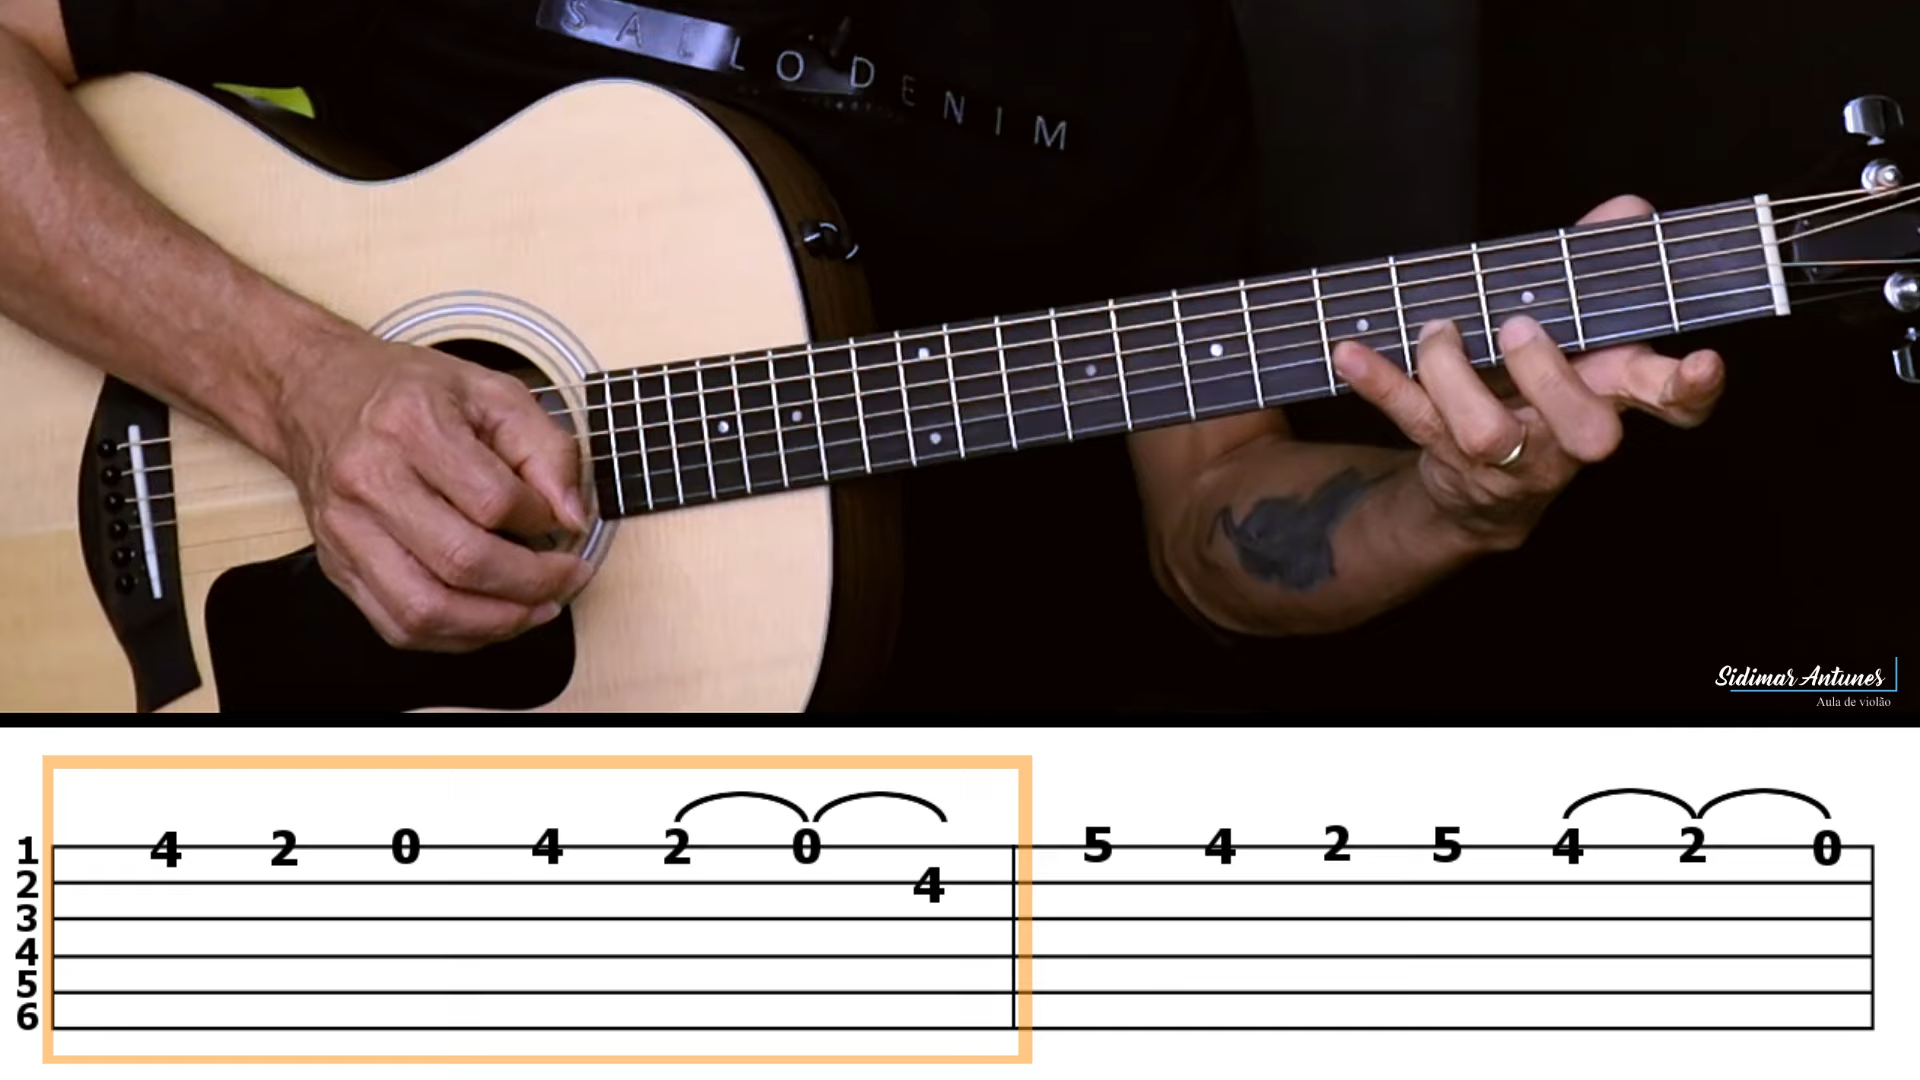 SALLO DENIM
Sidimar Antunes
Aula de violão
4 2 0 4 2 0 5 4 2 5 4 2 0
1
2 4
3
4
5
6